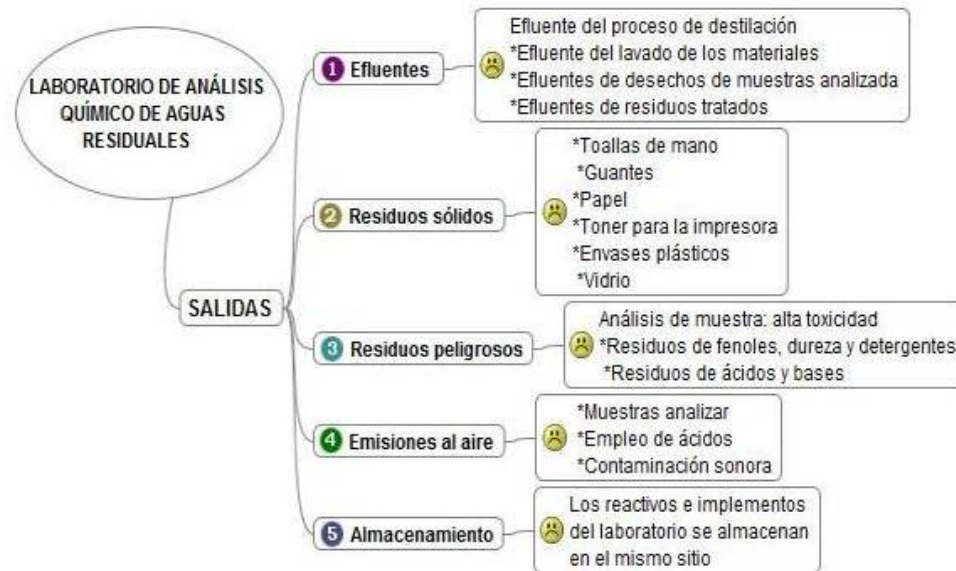 LABORATORIO DE ANÁLISIS
QUÍMICO DE AGUAS
RESIDUALES
SALIDAS
1 Efluentes
Efluente del proceso de destilación
*Efluente del lavado de los materiales
*Efluentes de desechos de muestras analizada
*Efluentes de residuos tratados
2 Residuos sólidos
*Toallas de mano
*Guantes
*Papel
*Toner para la impresora
*Envases plásticos
*Vidrio
3 Residuos peligrosos
Análisis de muestra: alta toxicidad
*Residuos de fenoles, dureza y detergentes
*Residuos de ácidos y bases
4 Emisiones al aire
*Muestras analizar
*Empleo de ácidos
*Contaminación sonora
5 Almacenamiento
Los reactivos e implementos
del laboratorio se almacenan
en el mismo sitio